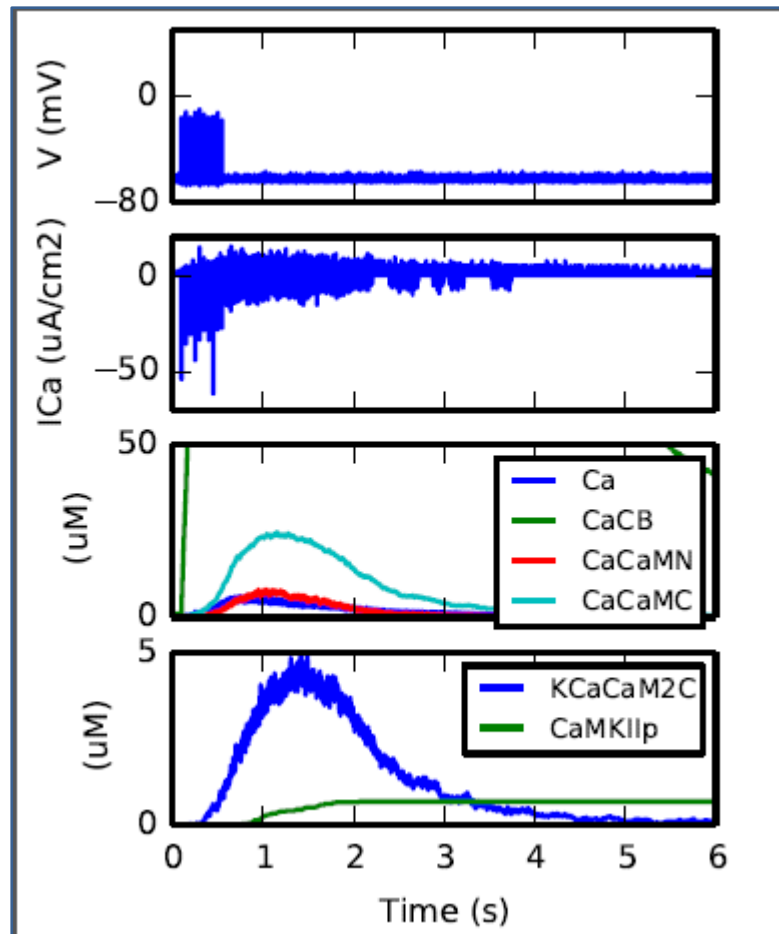 V (mV)
0
−80
ICa (uA/cm2)
0
−50
(uM)
50
0
Ca
CaCB
CaCaMN
CaCaMC
(uM)
5
0
KCaCaM2C
CaMKIIp
0 1 2 3 4 5 6
Time (s)